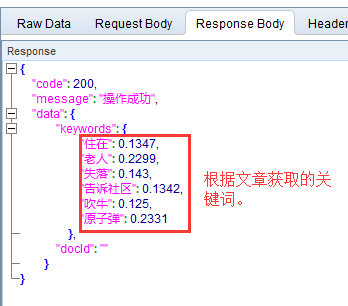 Raw Data Request Body Response Body Header
Response
{
"code": 200,
"message": "操作成功",
"data": {
"keywords": {
"住在": 0.1347,
"老人": 0.2299,
"失落": 0.143,
"告诉社区": 0.1342,
"吹牛": 0.125,
"原子弹": 0.2331
},
"docId": ""
}
}
根据文章获取的关
键词。